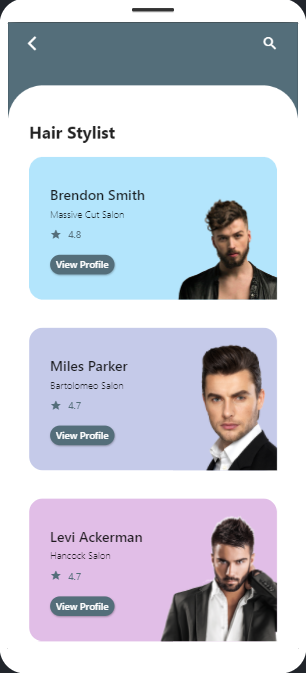 Hair Stylist
Brendon Smith
Massive Cut Salon
4.8
View Profile
Miles Parker
Bartolomeo Salon
4.7
View Profile
Levi Ackerman
Hancock Salon
4.7
View Profile